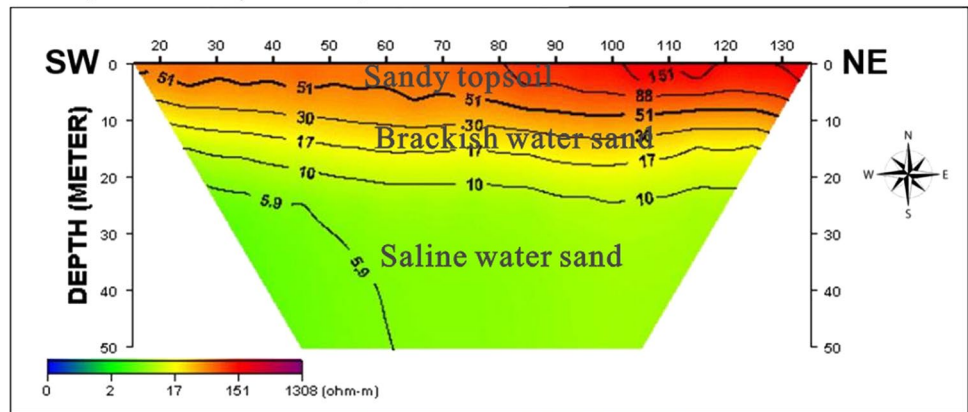 20 30 40 50 60 70 80 90 100 110 120 130
SW NE
0 0
51 151
Sandy topsoil
51 51 88
51
10 10
30 30
Brackish water sand
17 17 17
20 10 10 10 20
5.9
N
W E
S
30 30
Saline water sand
5.9
40 40
50 50
DEPTH (METER)
0 2 17 151 1308 (ohm-m)